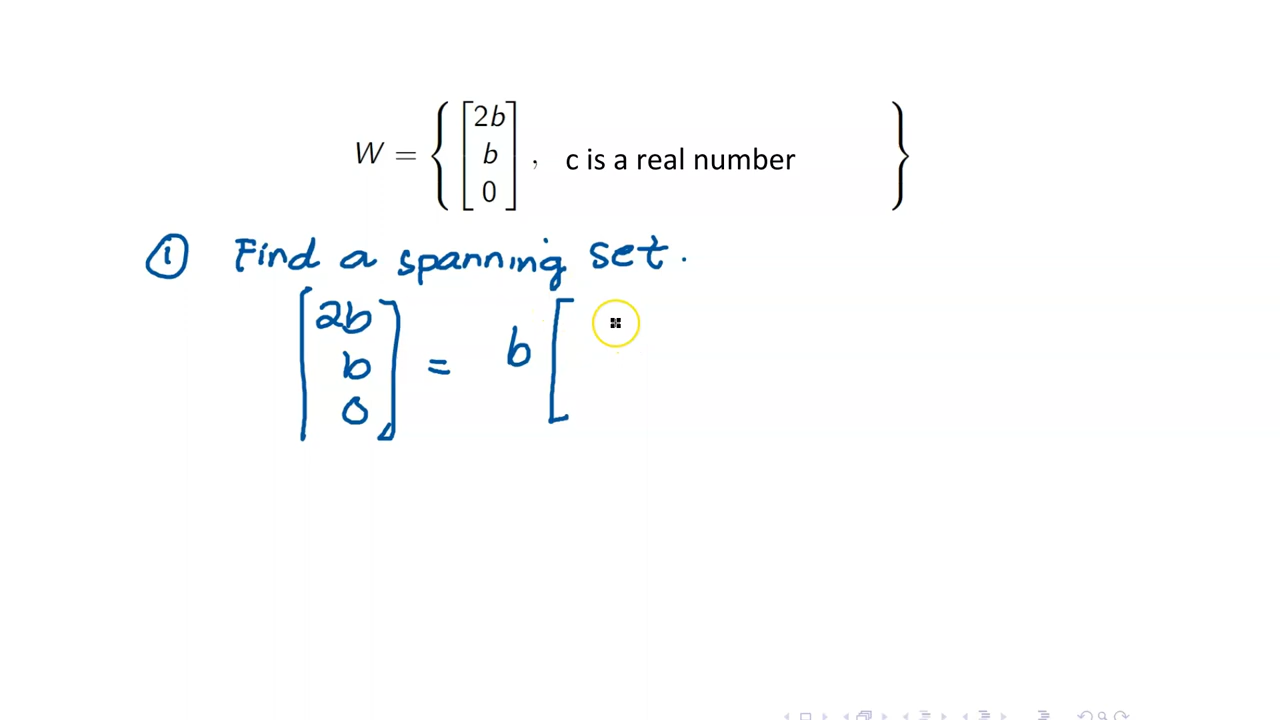 W = { [2b b 0] , c is a real number }
① Find a spanning set.
[2b b 0] = b [